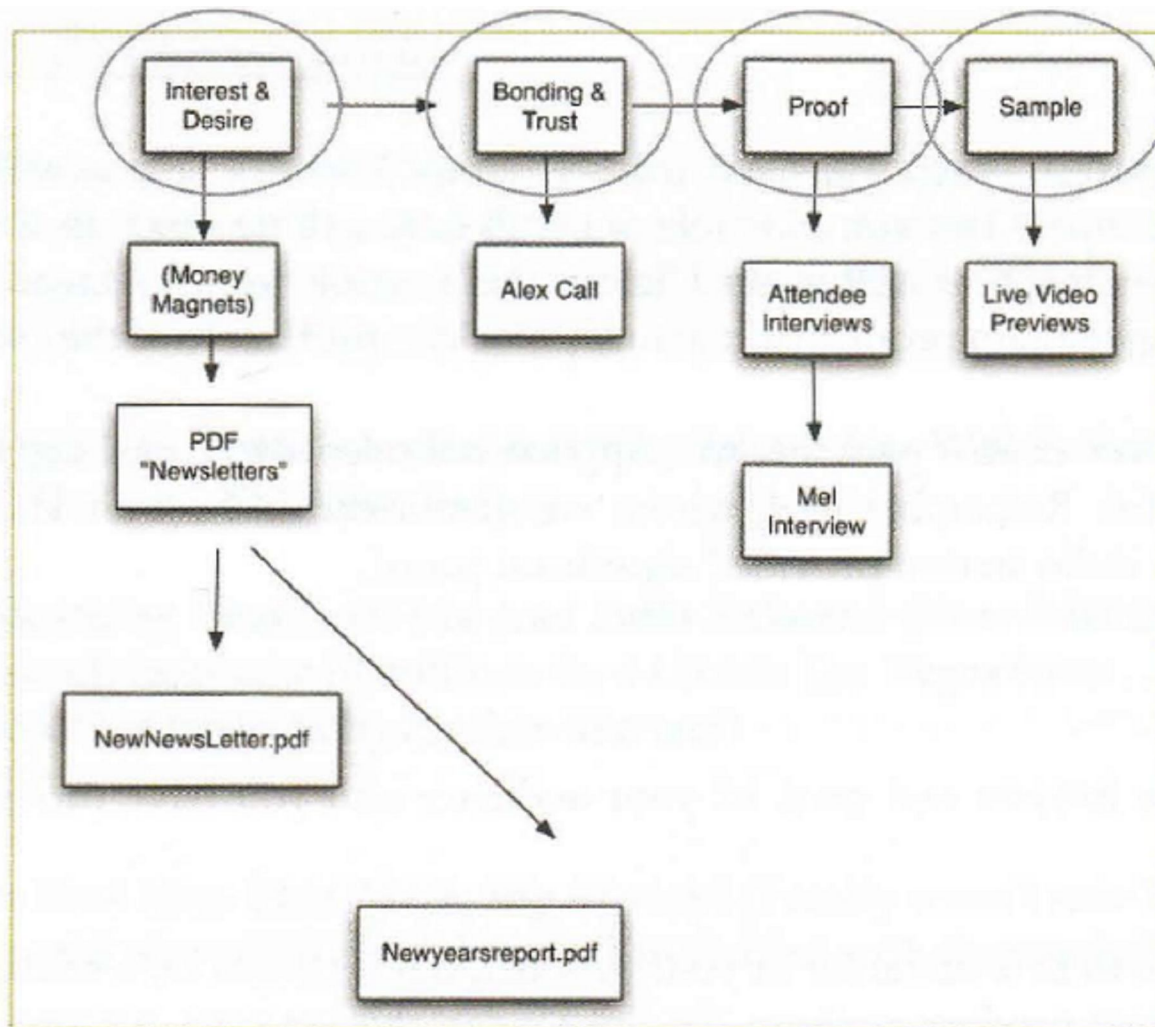 Interest &
Desire
Bonding &
Trust
Proof
Sample
(Money
Magnets)
Alex Call
Attendee
Interviews
Live Video
Previews
PDF
"Newsletters"
Mel
Interview
NewNewsLetter.pdf
Newyearsreport.pdf